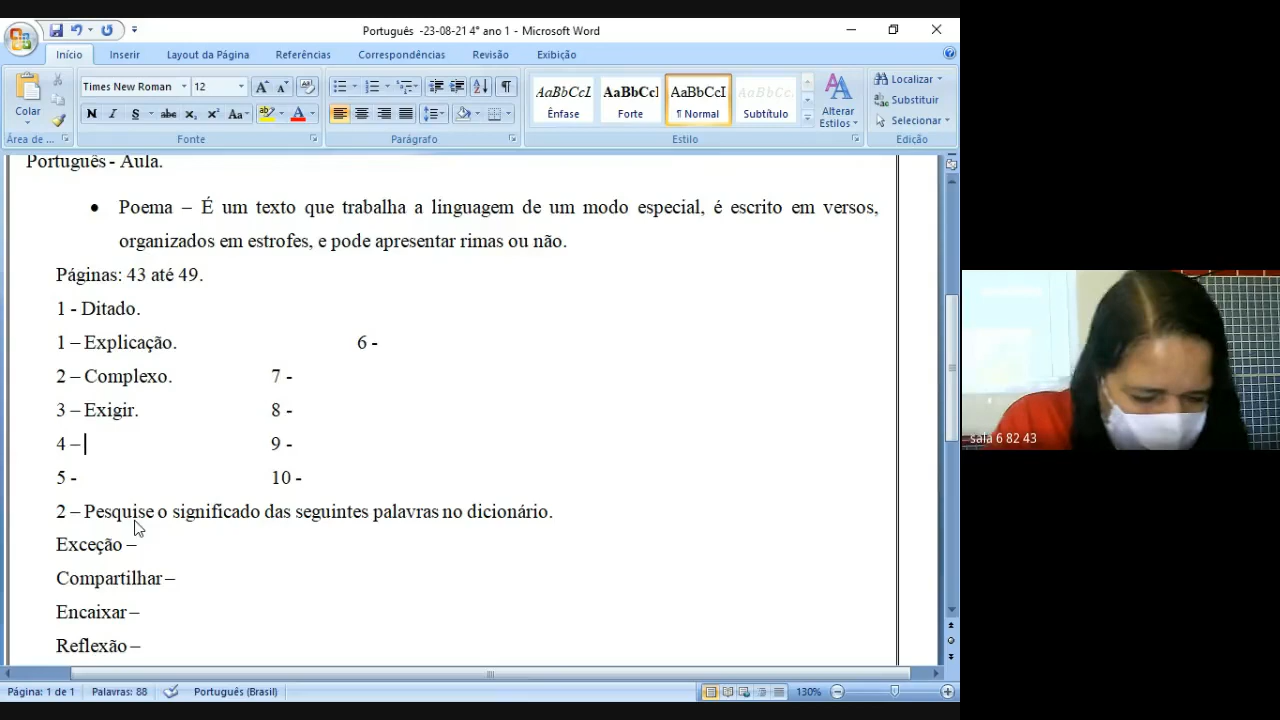 Português -23-08-21 4° ano 1 - Microsoft Word
Início Inserir Layout da Página Referências Correspondências Revisão Exibição
Colar
Times New Roman 12
N I S abc x₂ x² Aa
AaBbCcL AaBbCcI AaBbCcI AaBbCc.
Ênfase Forte ¶ Normal Subtítulo
Alterar Estilos
Localizar
Substituir
Selecionar
Área de ... Fonte Parágrafo Estilo Edição
Português - Aula.
• Poema – É um texto que trabalha a linguagem de um modo especial, é escrito em versos,
organizados em estrofes, e pode apresentar rimas ou não.
Páginas: 43 até 49.
1 - Ditado.
1 – Explicação. 6 -
2 – Complexo. 7 -
3 – Exigir. 8 -
4 – 9 -
5 - 10 -
2 – Pesquise o significado das seguintes palavras no dicionário.
Exceção –
Compartilhar –
Encaixar –
Reflexão –
Página: 1 de 1 Palavras: 88 Português (Brasil) 130%
sala 6 82 43